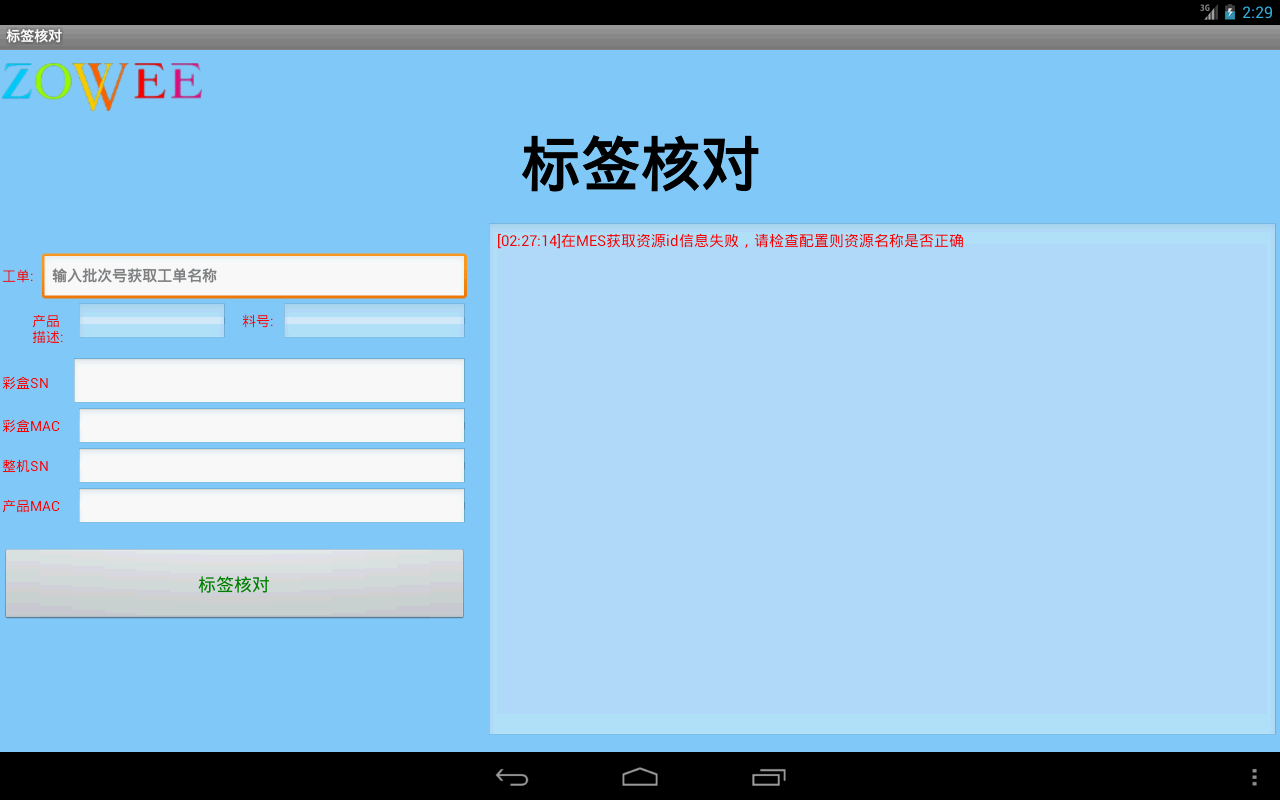 3G 2:29
标签核对
ZOWEE
标签核对
[02:27:14]在MES获取资源id信息失败，请检查配置则资源名称是否正确
工单: 输入批次号获取工单名称
产品
描述:
料号:
彩盒SN
彩盒MAC
整机SN
产品MAC
标签核对